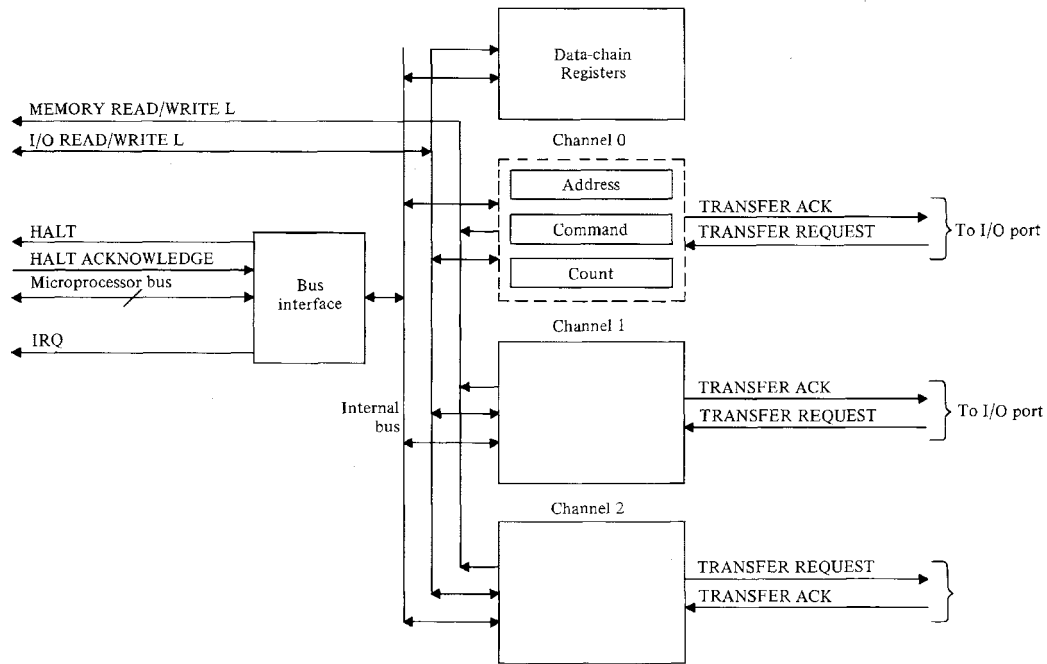 Data-chain
Registers
MEMORY READ/WRITE L
Channel 0
I/O READ/WRITE L
Address
TRANSFER ACK
Command
To I/O port
HALT
TRANSFER REQUEST
HALT ACKNOWLEDGE
Count
Microprocessor bus
Bus
interface
Channel 1
IRQ
TRANSFER ACK
Internal
bus
TRANSFER REQUEST
To I/O port
Channel 2
TRANSFER REQUEST
TRANSFER ACK